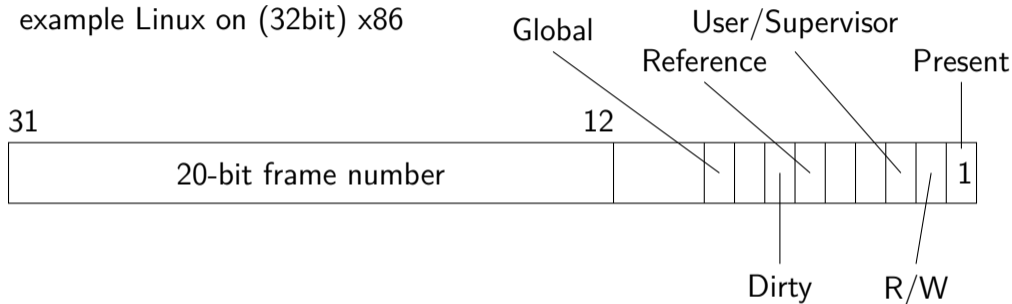 example Linux on (32bit) x86
Global
User/Supervisor
Reference
Present
31
12
20-bit frame number
1
Dirty
R/W